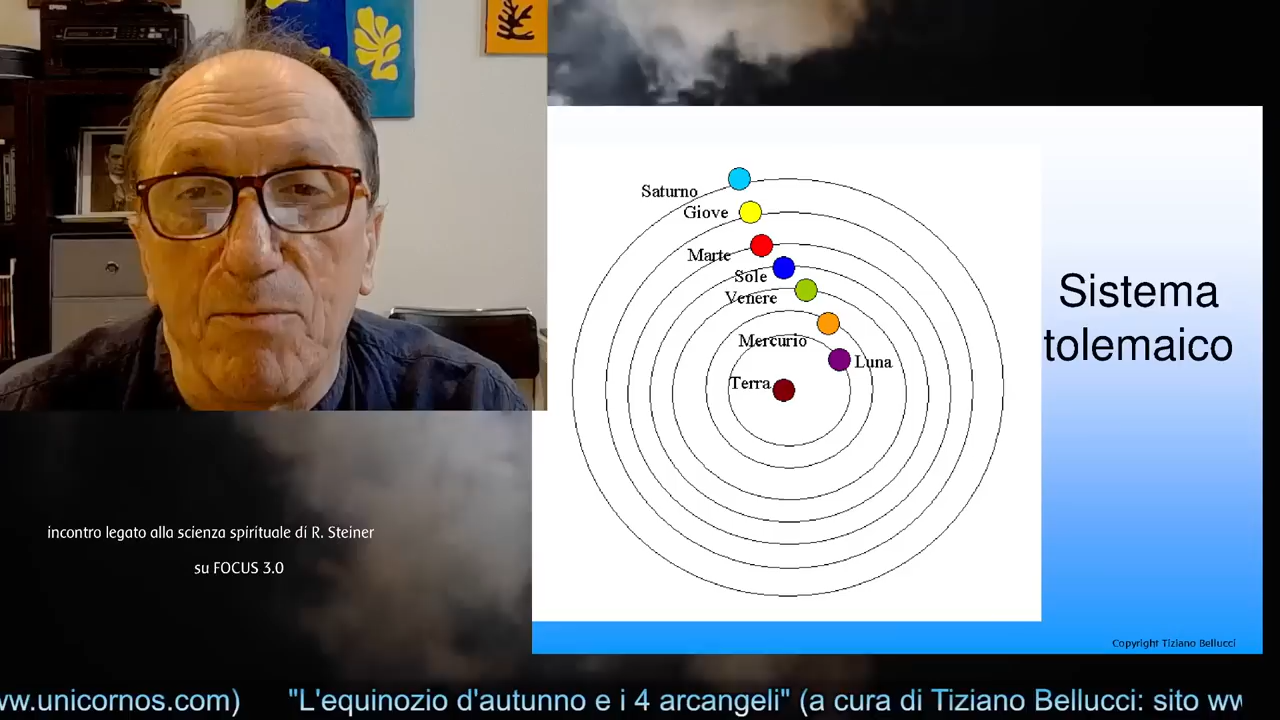 Saturno
Giove
Marte
Sole
Venere
Mercurio
Luna
Terra
Sistema
tolemaico
incontro legato alla scienza spirituale di R. Steiner
su FOCUS 3.0
Copyright Tiziano Bellucci
ww.unicornos.com) "L'equinozio d'autunno e i 4 arcangeli" (a cura di Tiziano Bellucci: sito ww